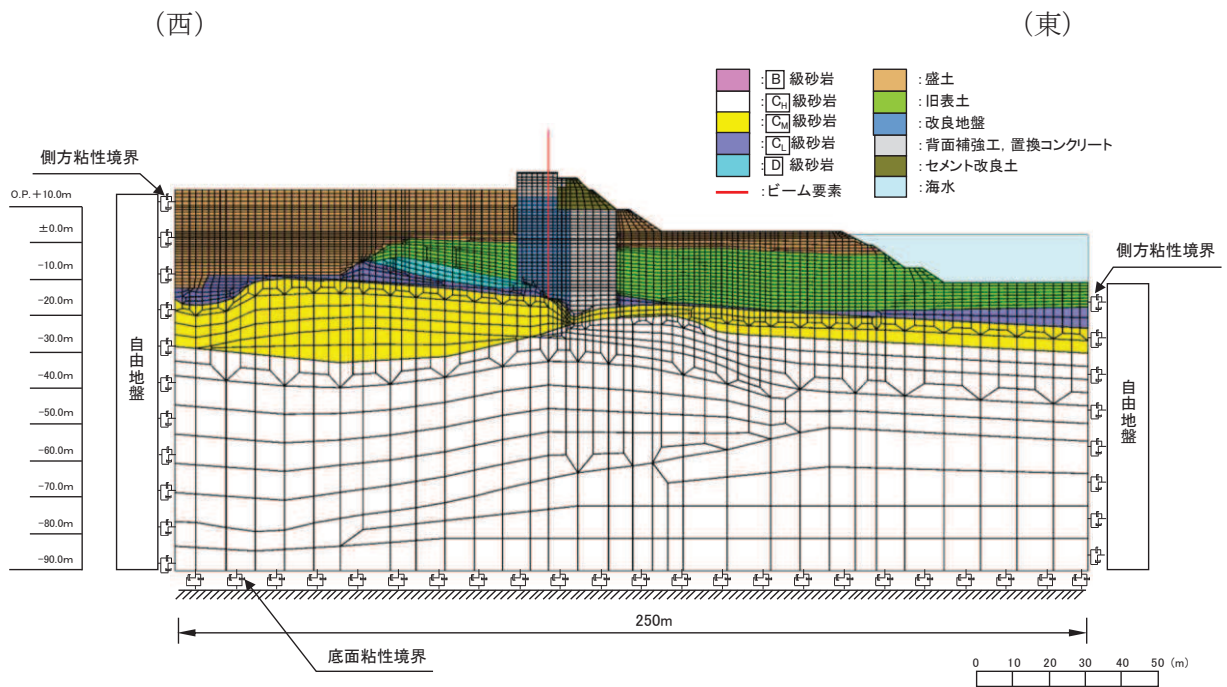 (西)
(東)
:B 級砂岩
:CH 級砂岩
:CM 級砂岩
:CL 級砂岩
:D 級砂岩
:ビーム要素
:盛土
:旧表土
:改良地盤
:背面補強工, 置換コンクリート
:セメント改良土
:海水
側方粘性境界
側方粘性境界
O.P.+10.0m
±0.0m
-10.0m
-20.0m
-30.0m
-40.0m
-50.0m
-60.0m
-70.0m
-80.0m
-90.0m
自由地盤
自由地盤
250m
底面粘性境界
0 10 20 30 40 50 (m)